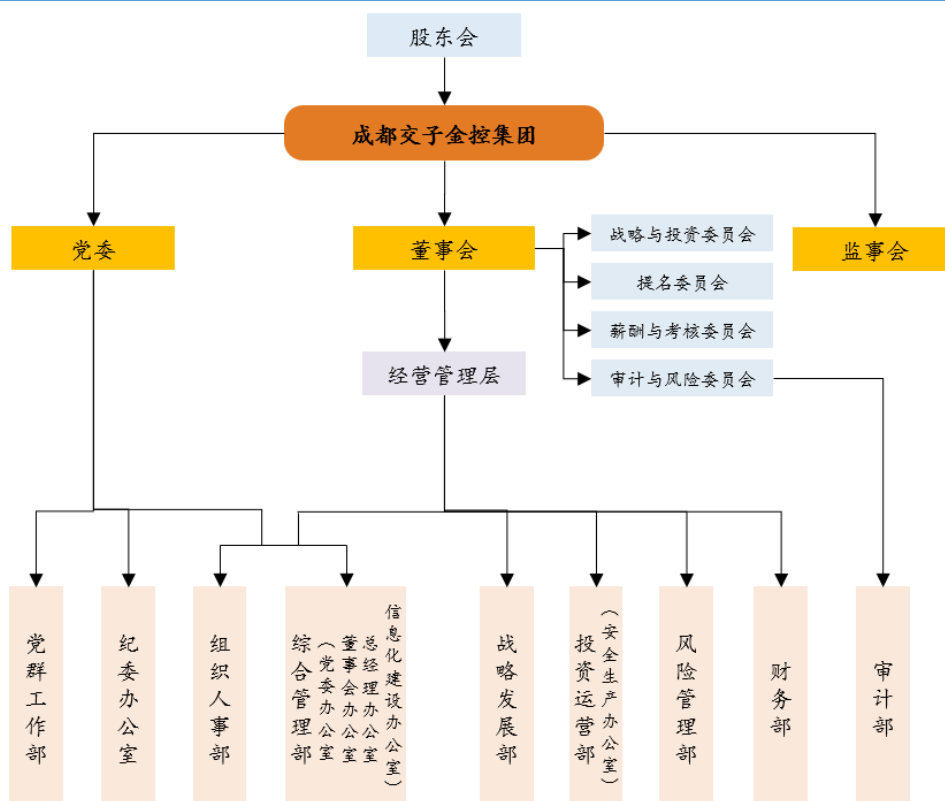 股东会
成都交子金控集团
党委
董事会
监事会
战略与投资委员会
提名委员会
薪酬与考核委员会
审计与风险委员会
经营管理层
党群工作部
纪委办公室
组织人事部
综合管理部
（党委办公室
董事会办公室
总经理办公室
信息化建设办公室）
战略发展部
投资运营部
（安全生产办公室）
风险管理部
财务部
审计部